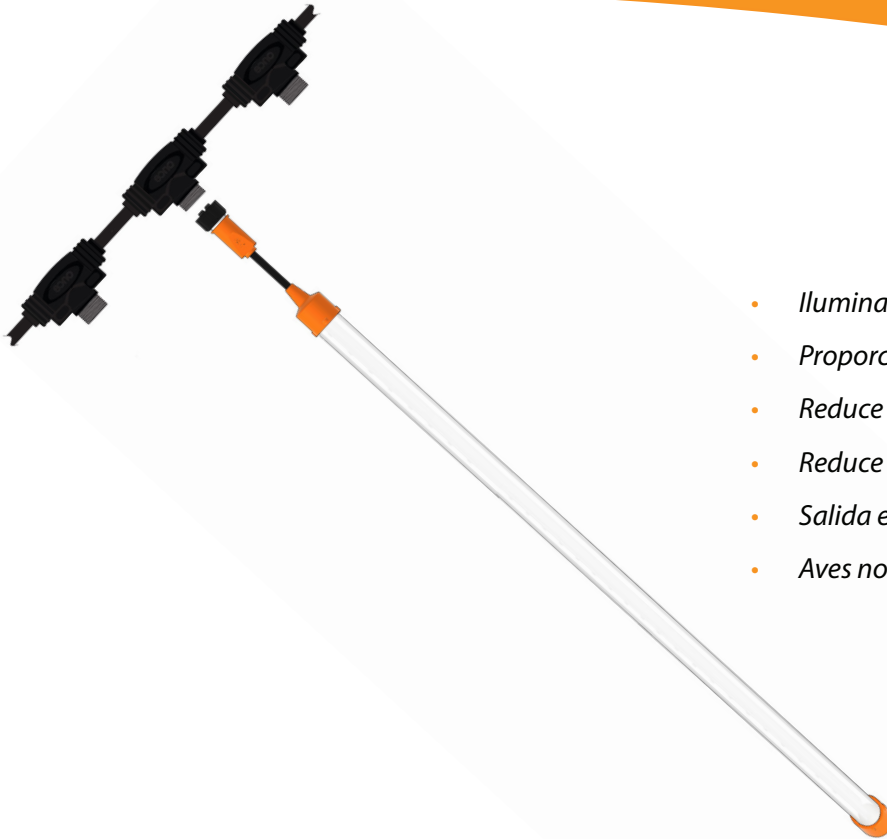 • Ilumina
• Proporc
• Reduce
• Reduce
• Salida e
• Aves no